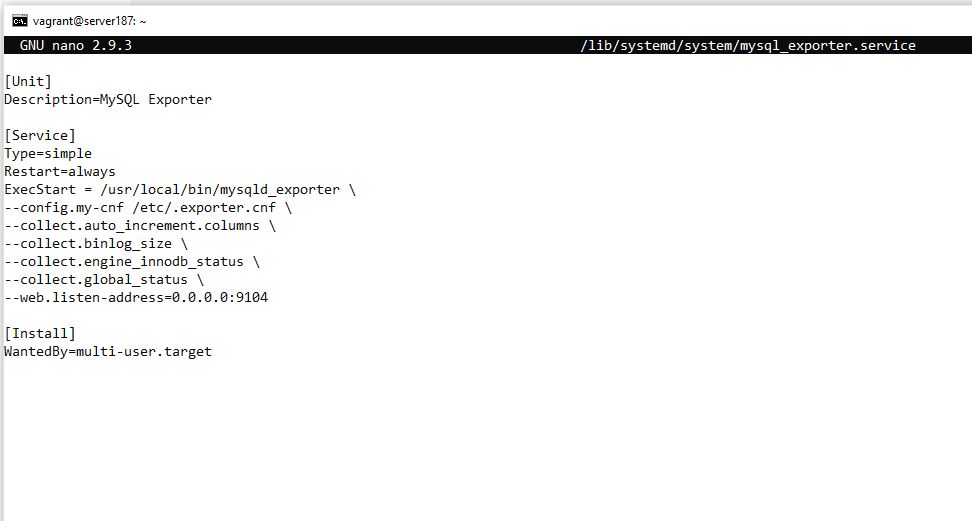 vagrant@server187: ~
GNU nano 2.9.3 /lib/systemd/system/mysql_exporter.service
[Unit]
Description=MySQL Exporter
[Service]
Type=simple
Restart=always
ExecStart = /usr/local/bin/mysqld_exporter \
--config.my-cnf /etc/.exporter.cnf \
--collect.auto_increment.columns \
--collect.binlog_size \
--collect.engine_innodb_status \
--collect.global_status \
--web.listen-address=0.0.0.0:9104
[Install]
WantedBy=multi-user.target